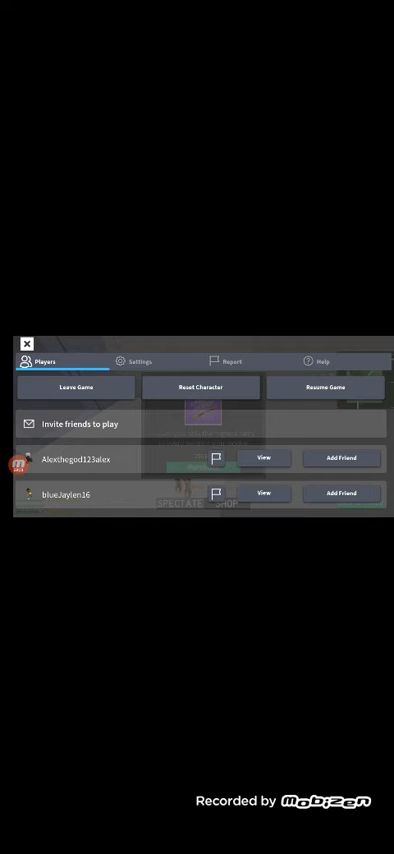 Players
Settings
Report
Help
Leave Game
Reset Character
Resume Game
Invite friends to play
Alexthegod123alex
View
Add Friend
blueJaylen16
View
Add Friend
SPECTATE SHOP
Recorded by mobizen